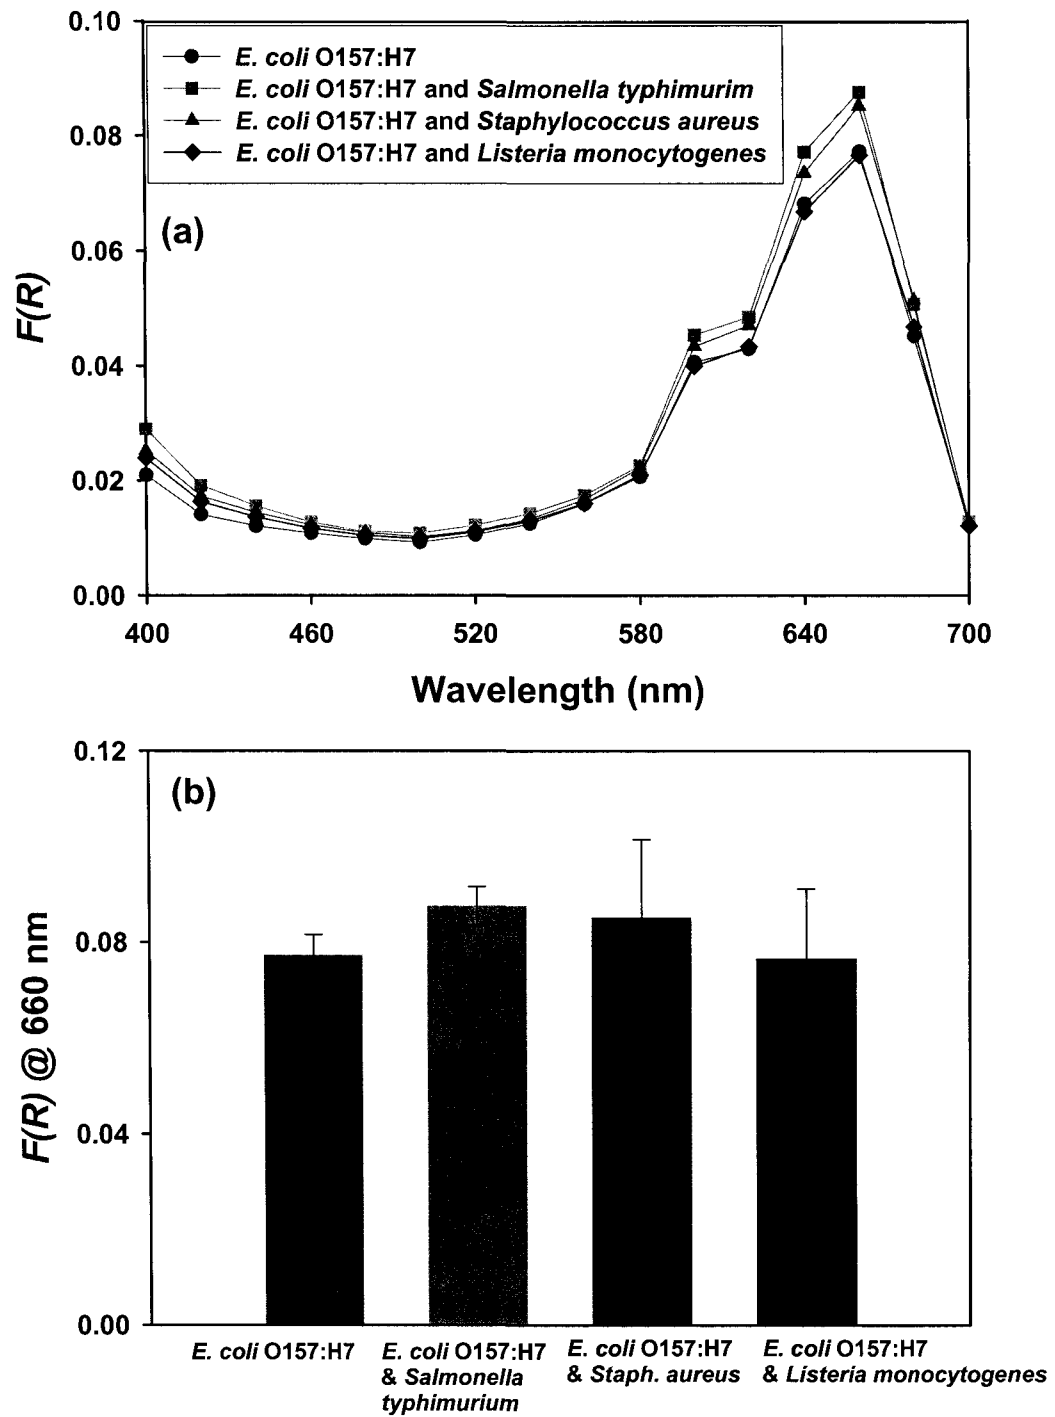 0.10
E. coli O157:H7
E. coli O157:H7 and Salmonella typhimurim
E. coli O157:H7 and Staphylococcus aureus
E. coli O157:H7 and Listeria monocytogenes
0.08
(a)
0.06
F(R)
0.04
0.02
0.00
400 460 520 580 640 700
Wavelength (nm)
0.12
(b)
0.08
F(R) @ 660 nm
0.04
0.00
E. coli O157:H7
E. coli O157:H7
& Salmonella
typhimurium
E. coli O157:H7
& Staph. aureus
E. coli O157:H7
& Listeria monocytogenes